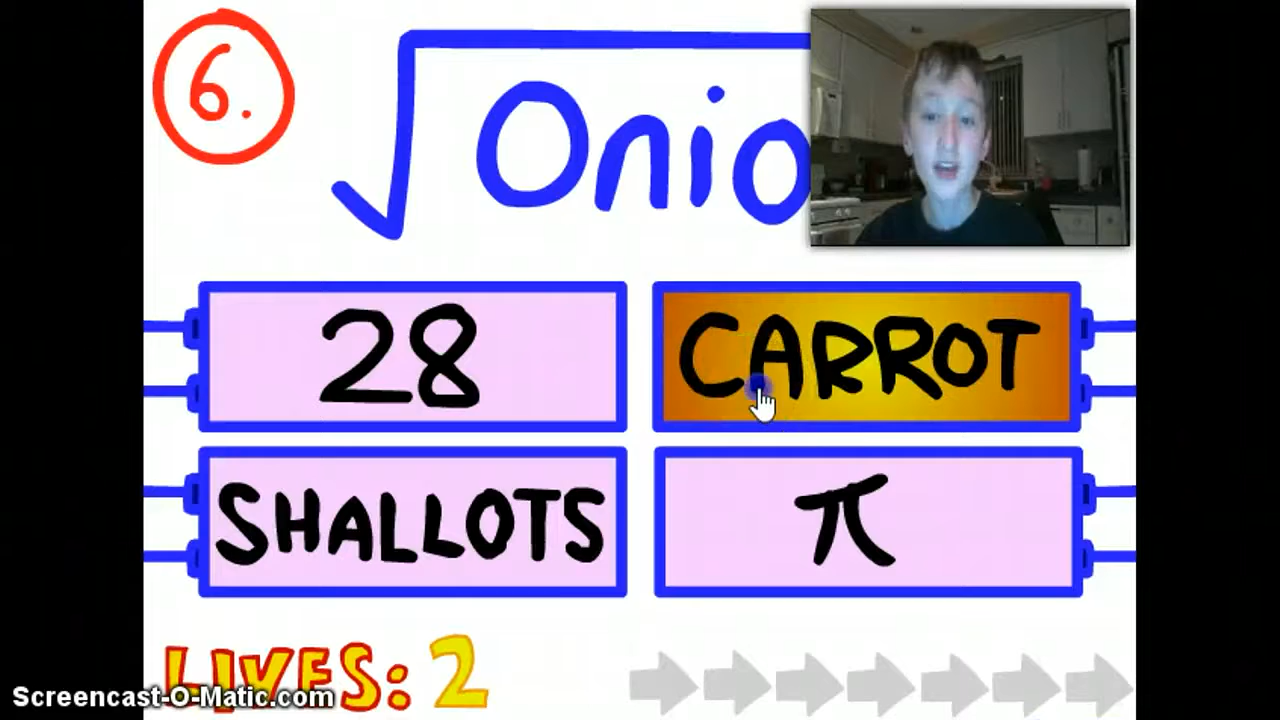 6.
√Onio
28
CARROT
SHALLOTS
π
LIVES: 2
Screencast-O-Matic.com